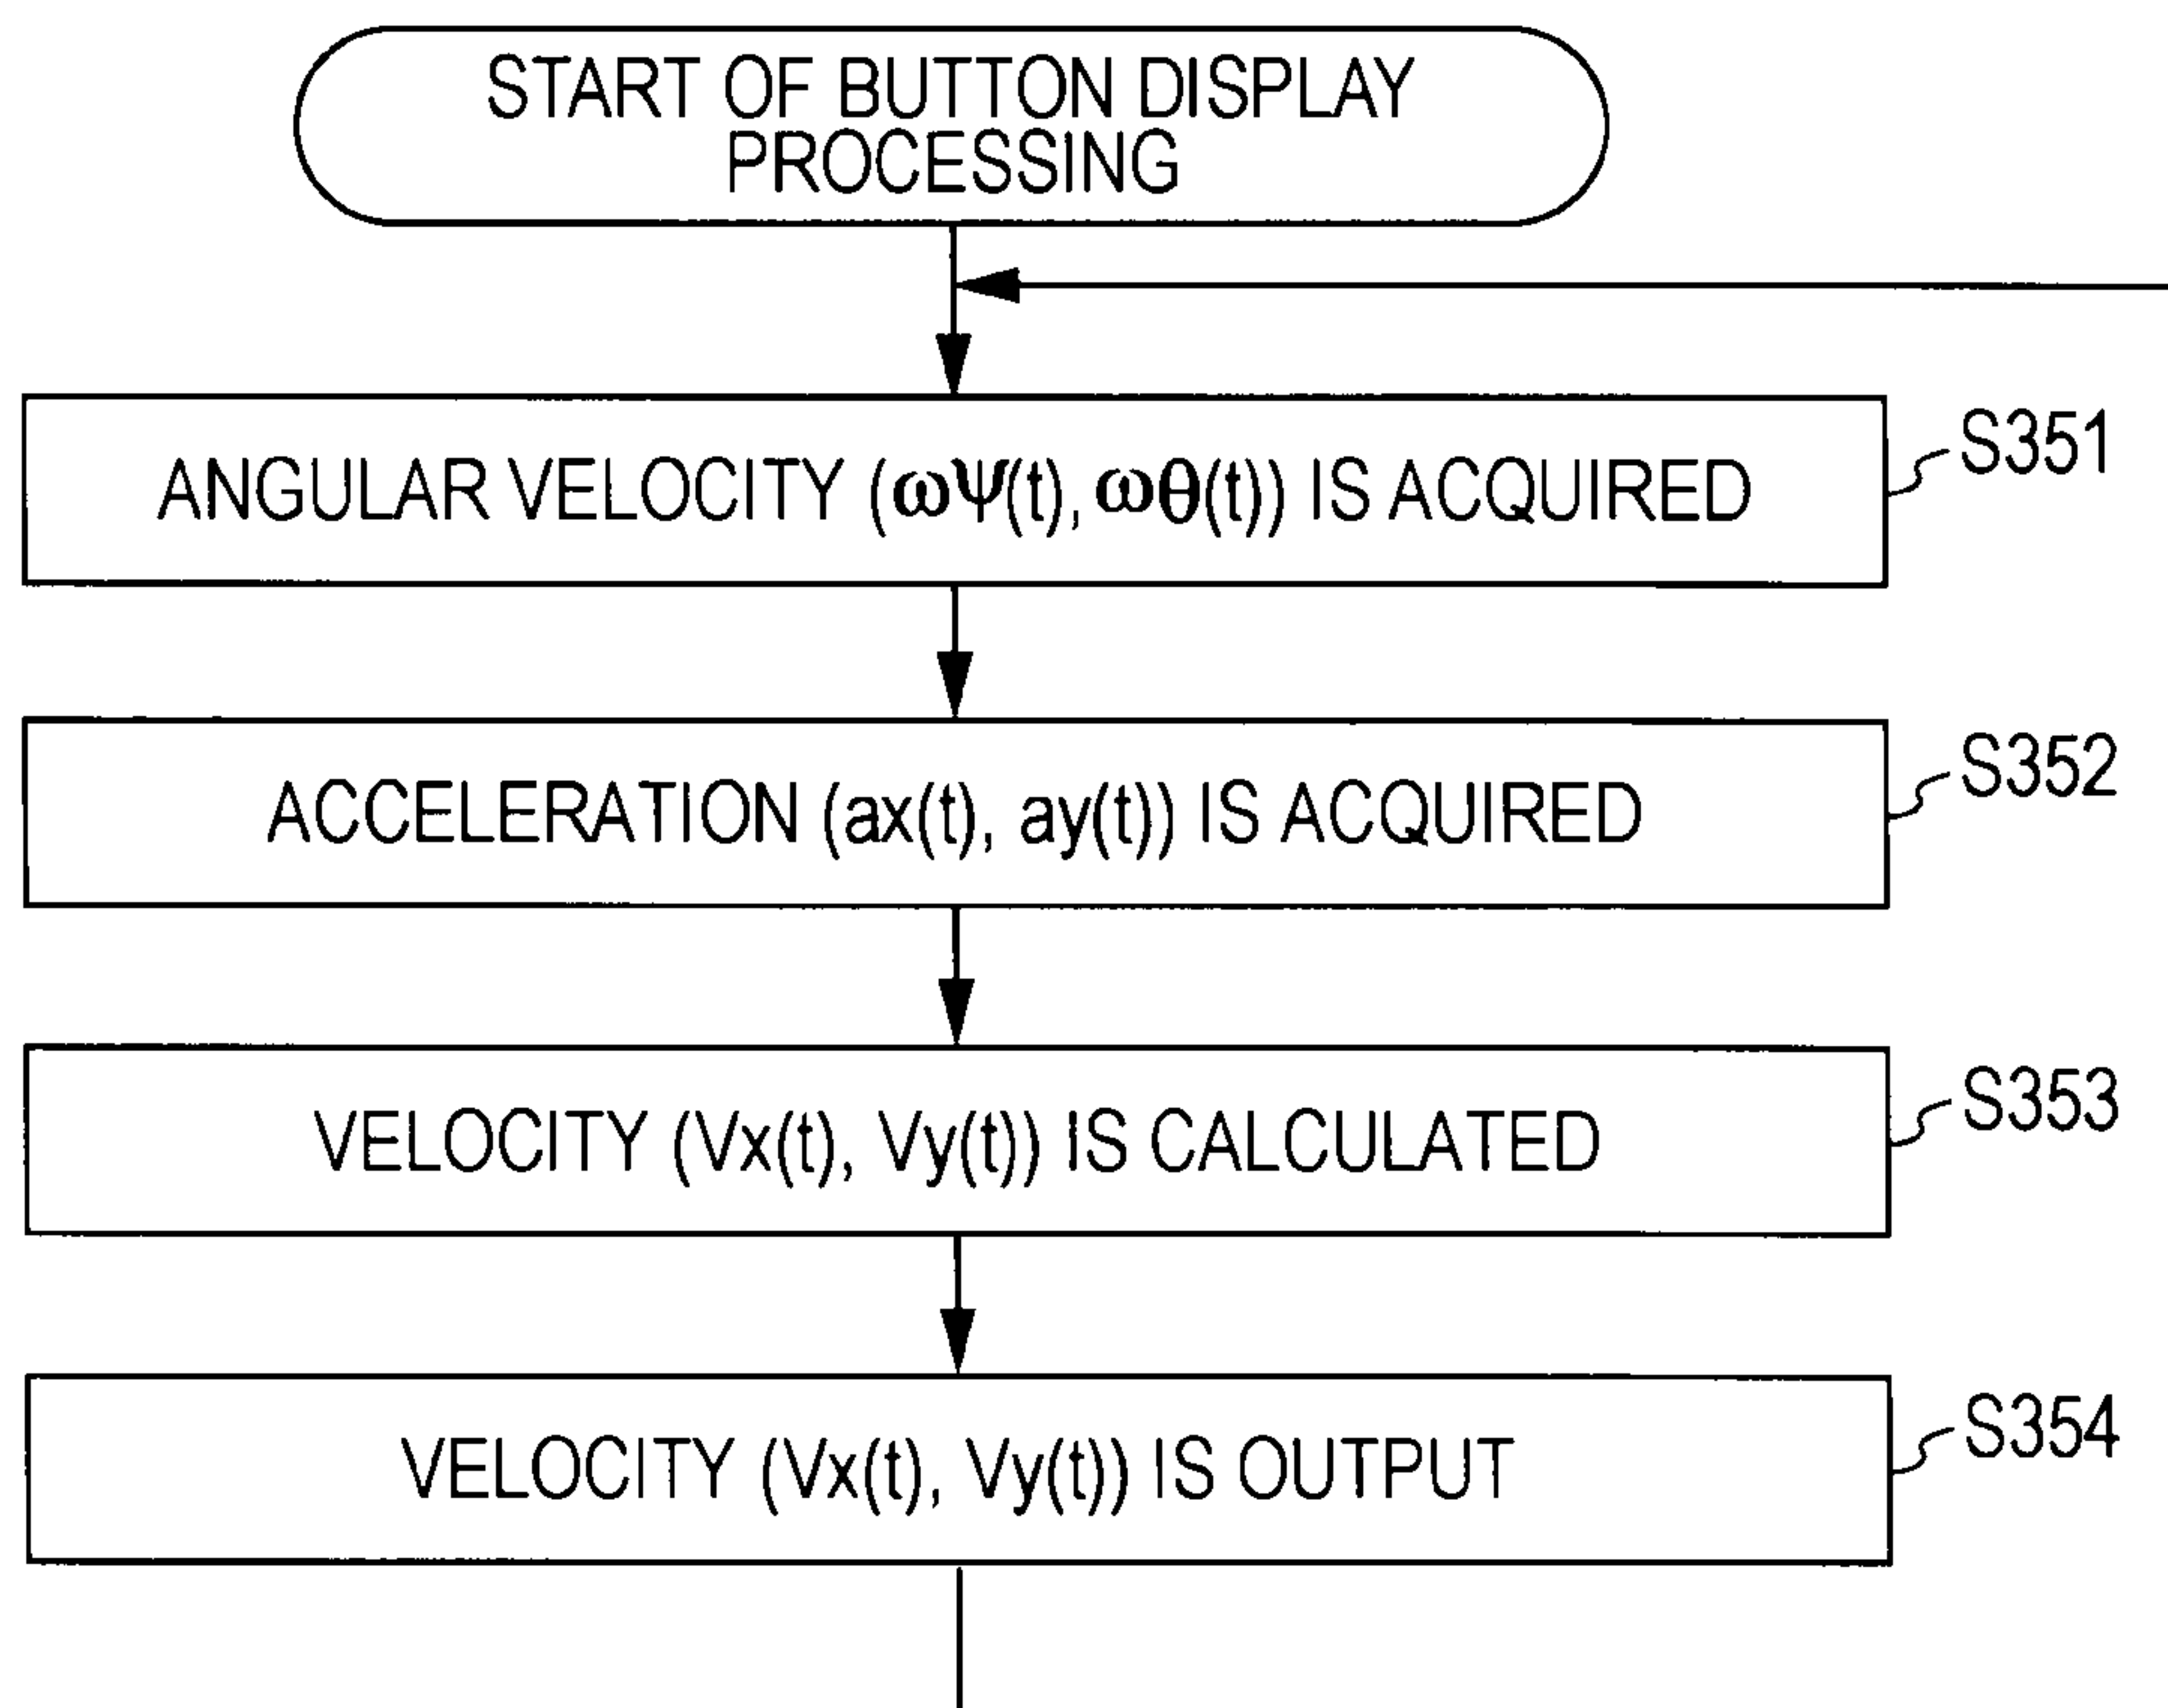 START OF BUTTON DISPLAY
PROCESSING
ANGULAR VELOCITY (ωψ(t), ωθ(t)) IS ACQUIRED
S351
ACCELERATION (ax(t), ay(t)) IS ACQUIRED
S352
VELOCITY (Vx(t), Vy(t)) IS CALCULATED
S353
VELOCITY (Vx(t), Vy(t)) IS OUTPUT
S354